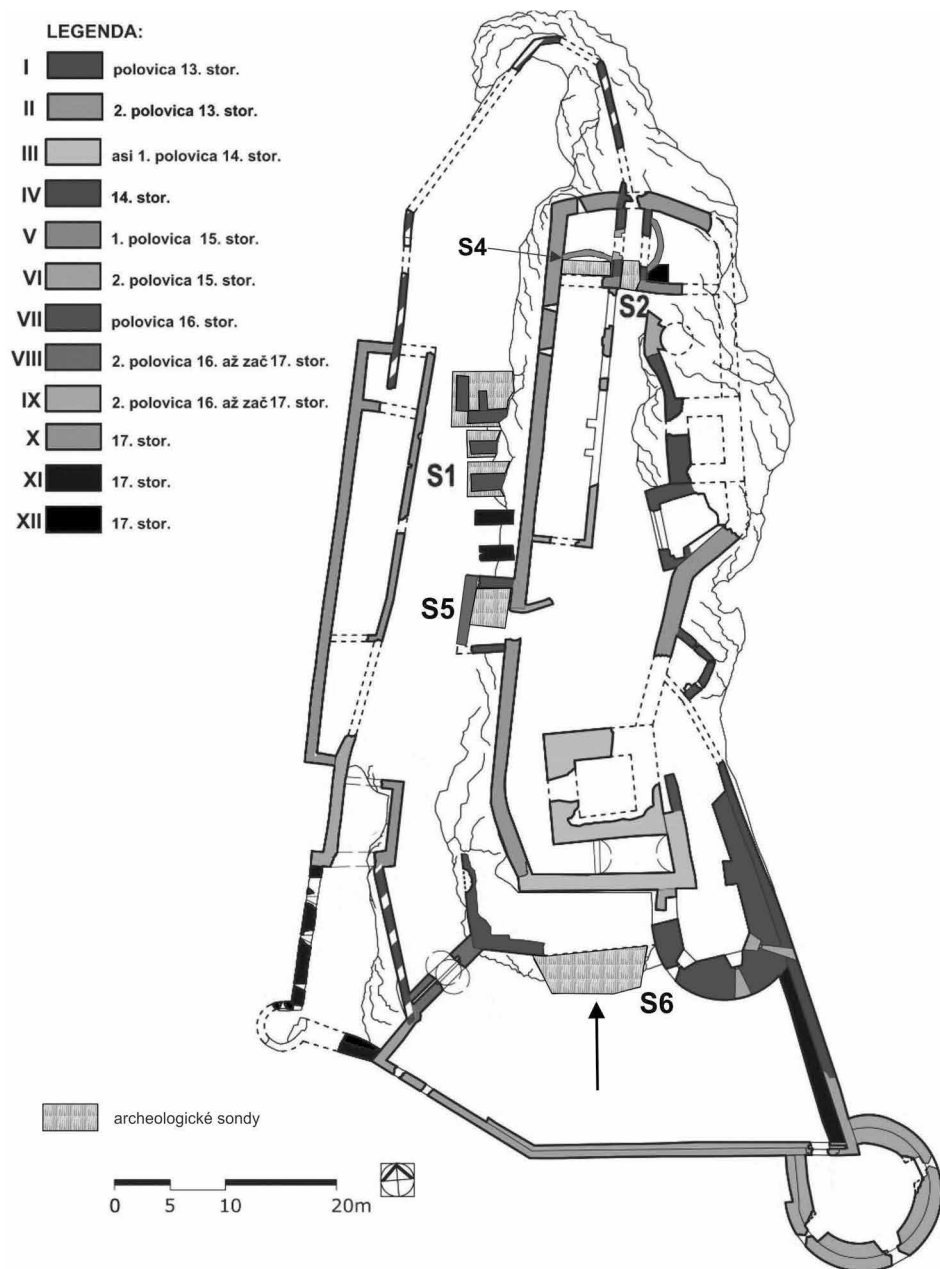 LEGENDA:
I polovica 13. stor.
II 2. polovica 13. stor.
III asi 1. polovica 14. stor.
IV 14. stor.
V 1. polovica 15. stor.
VI 2. polovica 15. stor.
VII polovica 16. stor.
VIII 2. polovica 16. až zač 17. stor.
IX 2. polovica 16. až zač 17. stor.
X 17. stor.
XI 17. stor.
XII 17. stor.
S4
S2
S1
S5
S6
archeologické sondy
0 5 10 20m